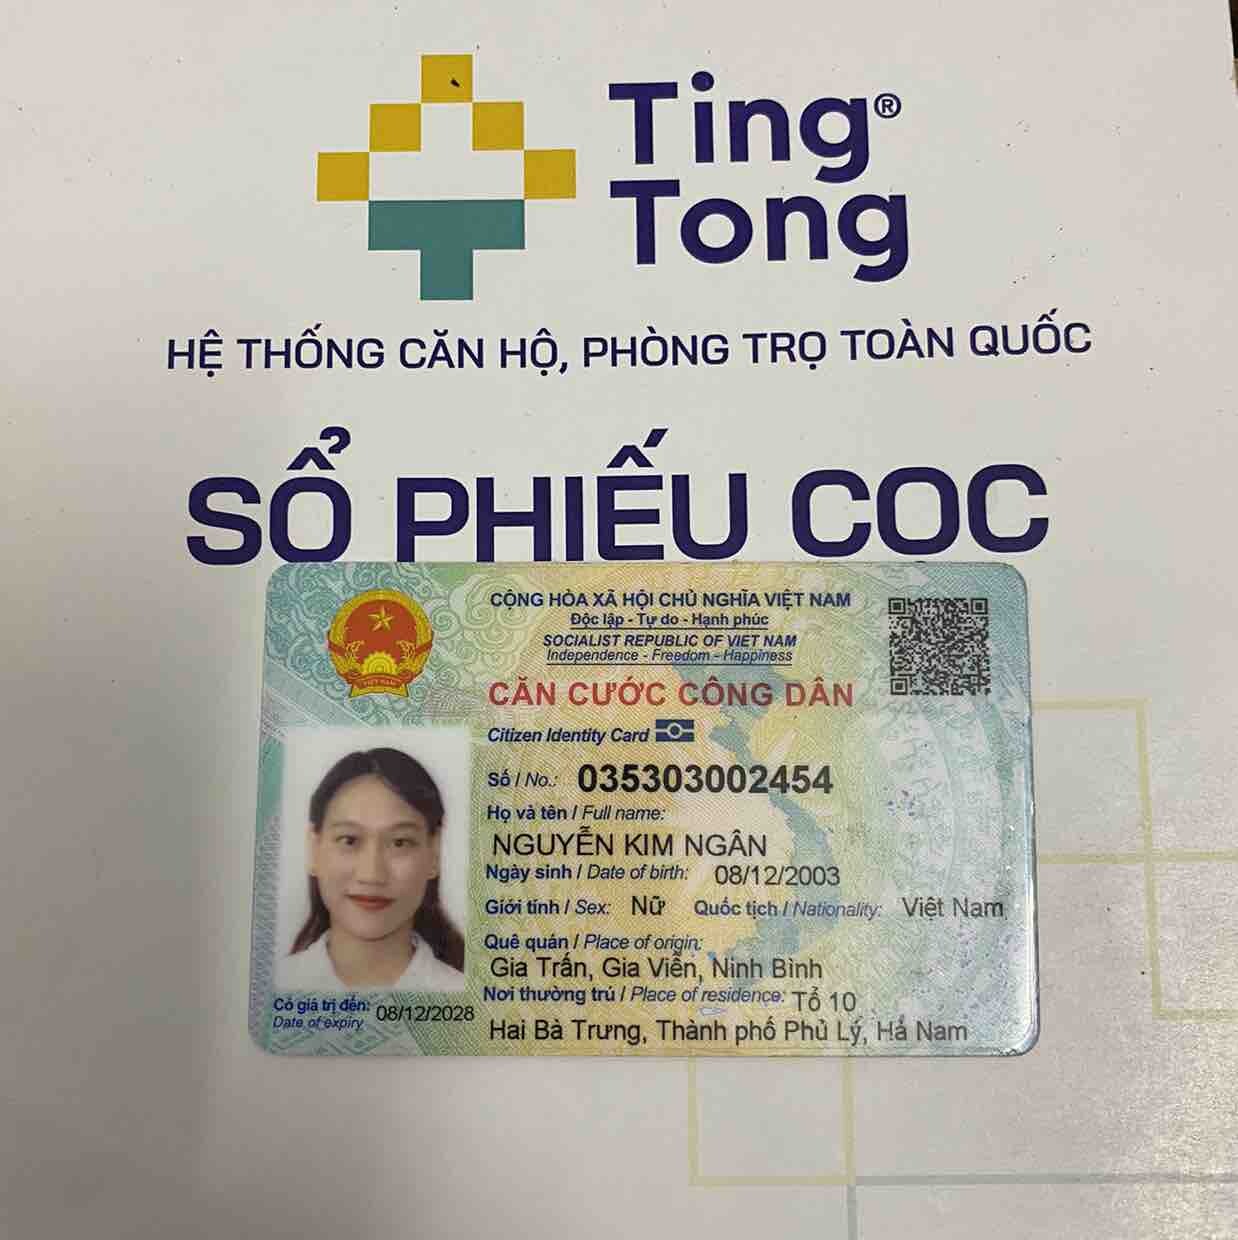 Ting®
Tong
HỆ THỐNG CĂN HỘ, PHÒNG TRỌ TOÀN QUỐC
SỔ PHIẾU CỌC
CỘNG HÒA XÃ HỘI CHỦ NGHĨA VIỆT NAM
Độc lập - Tự do - Hạnh phúc
SOCIALIST REPUBLIC OF VIET NAM
Independence - Freedom - Happiness
CĂN CƯỚC CÔNG DÂN
Citizen Identity Card
Số / No.: 035303002454
Họ và tên / Full name:
NGUYỄN KIM NGÂN
Ngày sinh / Date of birth: 08/12/2003
Giới tính / Sex: Nữ Quốc tịch / Nationality: Việt Nam
Quê quán / Place of origin:
Gia Trấn, Gia Viễn, Ninh Bình
Nơi thường trú / Place of residence: Tổ 10
Hai Bà Trưng, Thành phố Phủ Lý, Hà Nam
Có giá trị đến: 08/12/2028
Date of expiry
VIỆT NAM